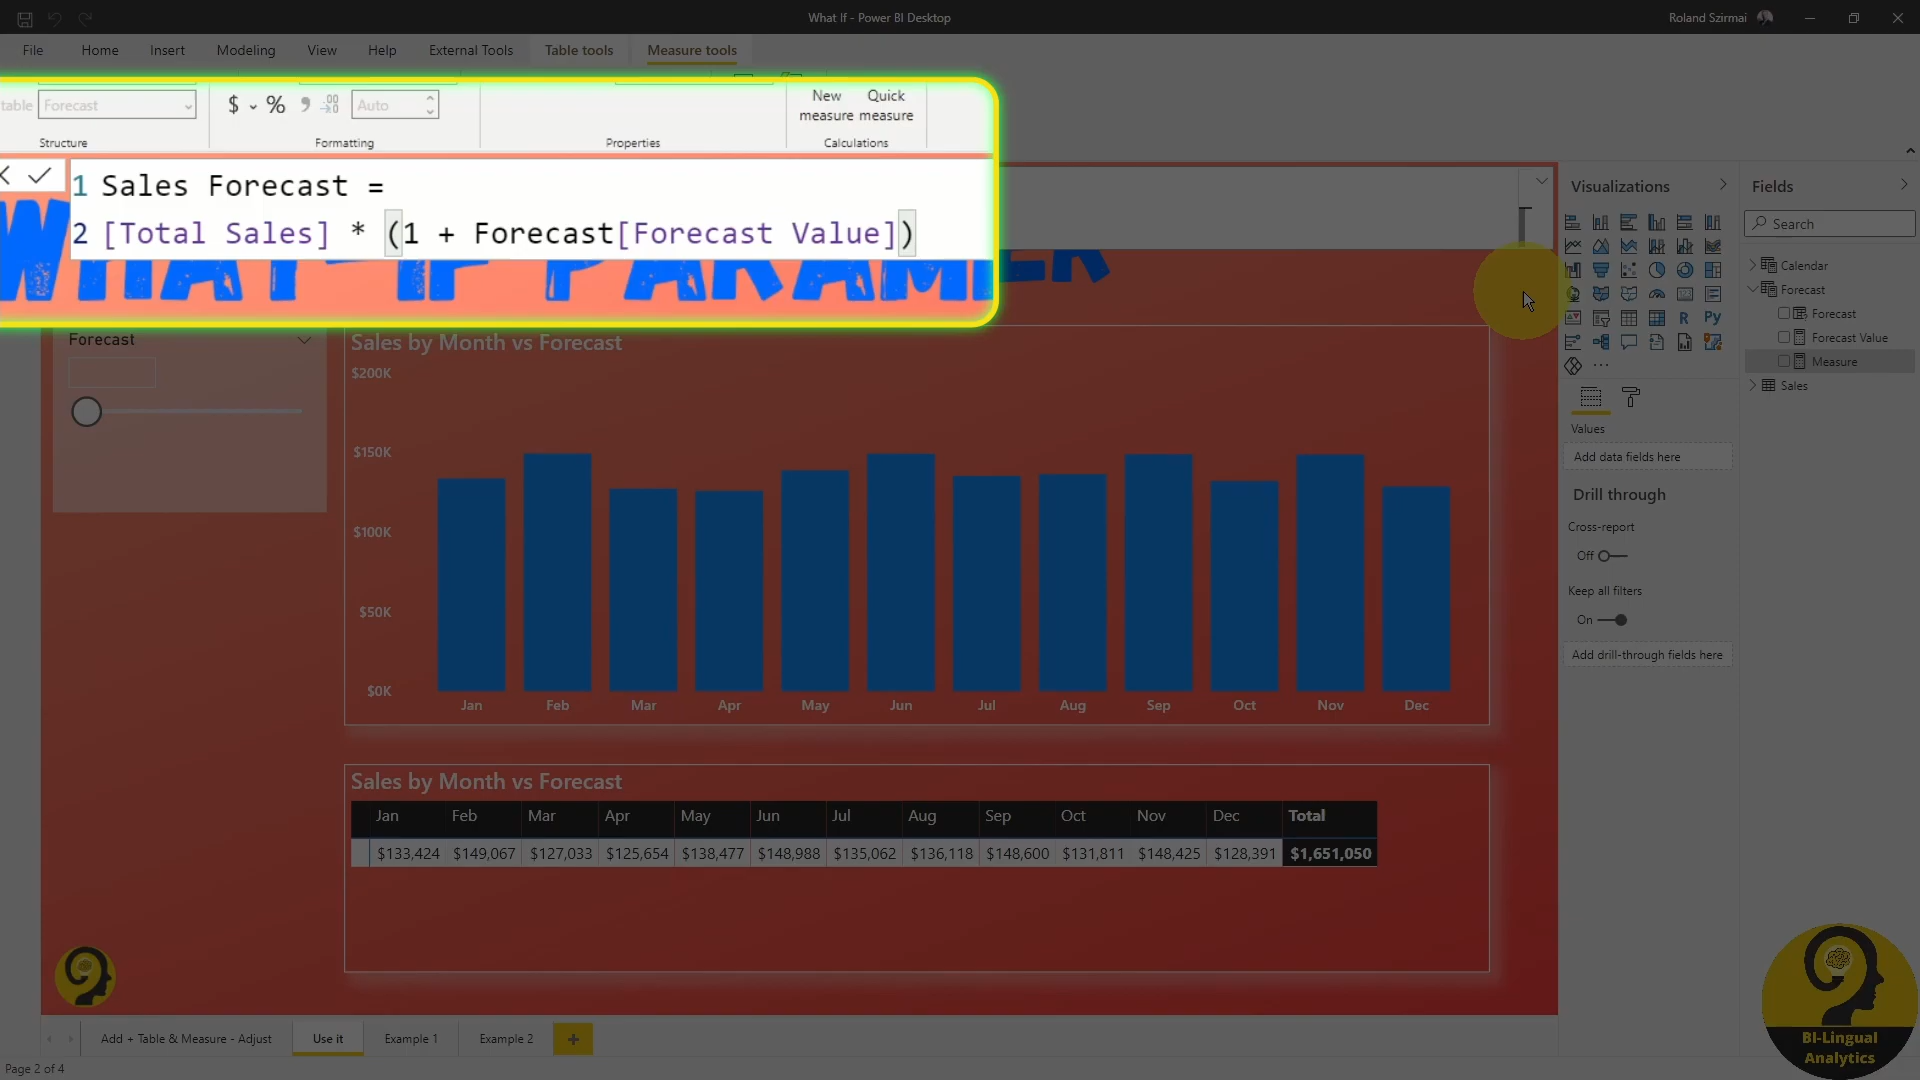 What If - Power BI Desktop
Roland Szirmai
File Home Insert Modeling View Help External Tools Table tools Measure tools
table Forecast
$ % Auto
New measure
Quick measure
Structure Formatting Properties Calculations
1 Sales Forecast =
2 [Total Sales] * (1 + Forecast[Forecast Value])
Forecast
Sales by Month vs Forecast
$200K
$150K
$100K
$50K
$0K
Jan Feb Mar Apr May Jun Jul Aug Sep Oct Nov Dec
Sales by Month vs Forecast
Jan Feb Mar Apr May Jun Jul Aug Sep Oct Nov Dec Total
$133,424 $149,067 $127,033 $125,654 $138,477 $148,988 $135,062 $136,118 $148,600 $131,811 $148,425 $128,391 $1,651,050
Visualizations
R Py
Values
Add data fields here
Drill through
Cross-report
Off
Keep all filters
On
Add drill-through fields here
Fields
Search
Calendar
Forecast
Forecast
Forecast Value
Measure
Sales
Add + Table & Measure - Adjust Use it Example 1 Example 2 +
Page 2 of 4
BI-Lingual
Analytics